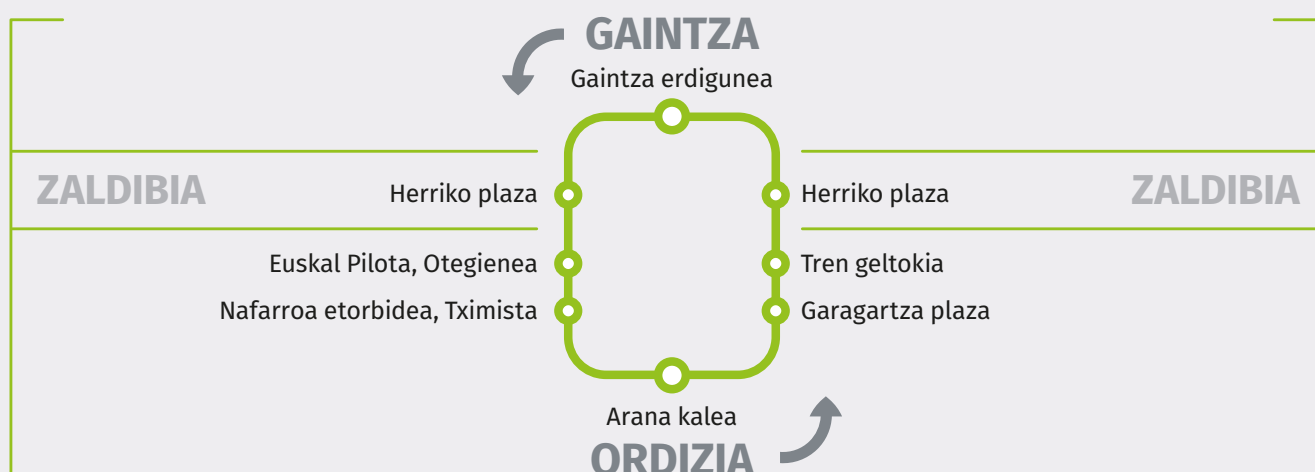 GAINTZA
Gaintza erdigunea
ZALDIBIA
Herriko plaza
Herriko plaza
ZALDIBIA
Euskal Pilota, Otegienea
Tren geltokia
Nafarroa etorbidea, Tximista
Garagartza plaza
Arana kalea
ORDIZIA